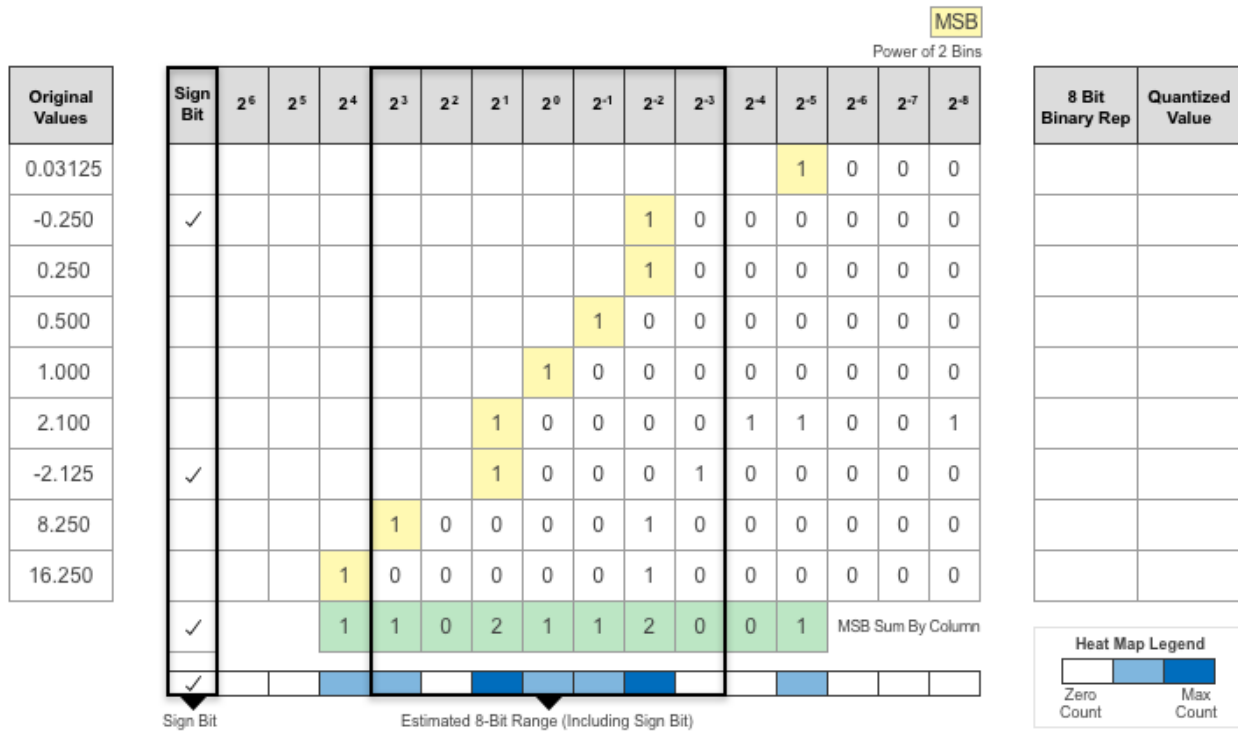 MSB
Power of 2 Bins
Original Values
Sign Bit 2⁶ 2⁵ 2⁴ 2³ 2² 2¹ 2⁰ 2⁻¹ 2⁻² 2⁻³ 2⁻⁴ 2⁻⁵ 2⁻⁶ 2⁻⁷ 2⁻⁸
8 Bit Binary Rep
Quantized Value
0.03125 1 0 0 0
-0.250 ✓ 1 0 0 0 0 0 0
0.250 1 0 0 0 0 0 0
0.500 1 0 0 0 0 0 0 0
1.000 1 0 0 0 0 0 0 0 0
2.100 1 0 0 0 0 1 1 0 0 1
-2.125 ✓ 1 0 0 0 1 0 0 0 0 0
8.250 1 0 0 0 0 1 0 0 0 0 0 0
16.250 1 0 0 0 0 0 1 0 0 0 0 0 0
✓ 1 1 0 2 1 1 2 0 0 1 MSB Sum By Column
✓
Sign Bit
Estimated 8-Bit Range (Including Sign Bit)
Heat Map Legend
Zero Count
Max Count